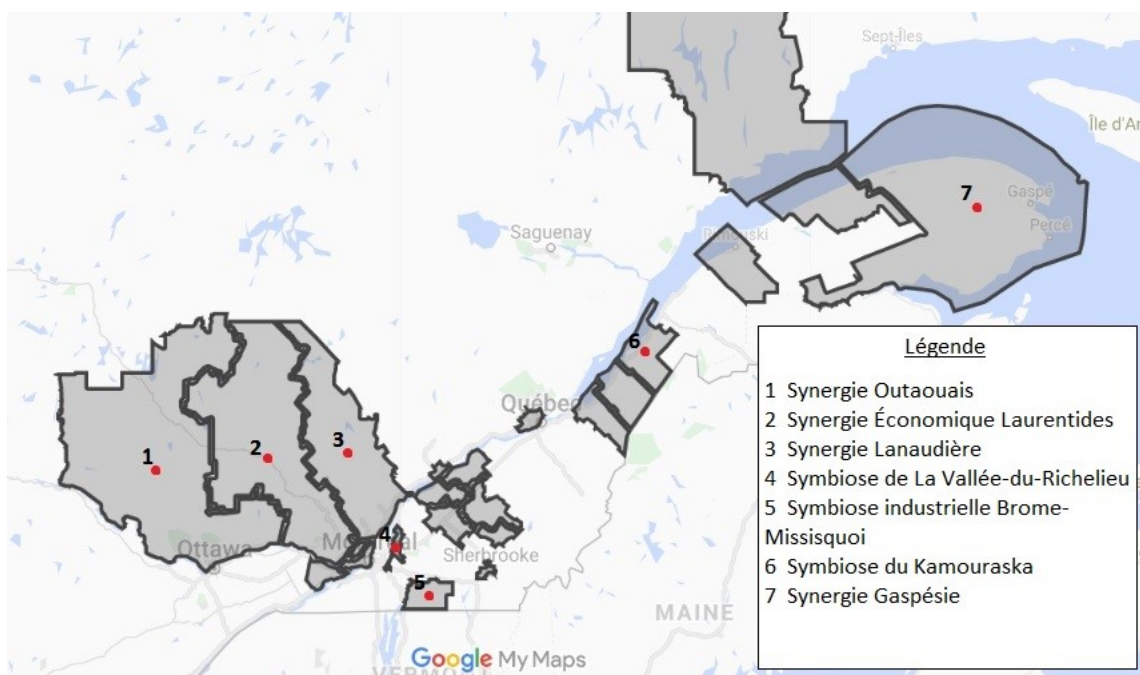 Sept-Îles
Île d'An
7
Gaspé
Percé
Rimouski
Saguenay
6
Québec
Légende
1 Synergie Outaouais
2 Synergie Économique Laurentides
3 Synergie Lanaudière
4 Symbiose de La Vallée-du-Richelieu
5 Symbiose industrielle Brome-
Missisquoi
6 Symbiose du Kamouraska
7 Synergie Gaspésie
1
2
3
4
Ottawa
Montréal
Sherbrooke
5
MAINE
Google My Maps
VERMONT